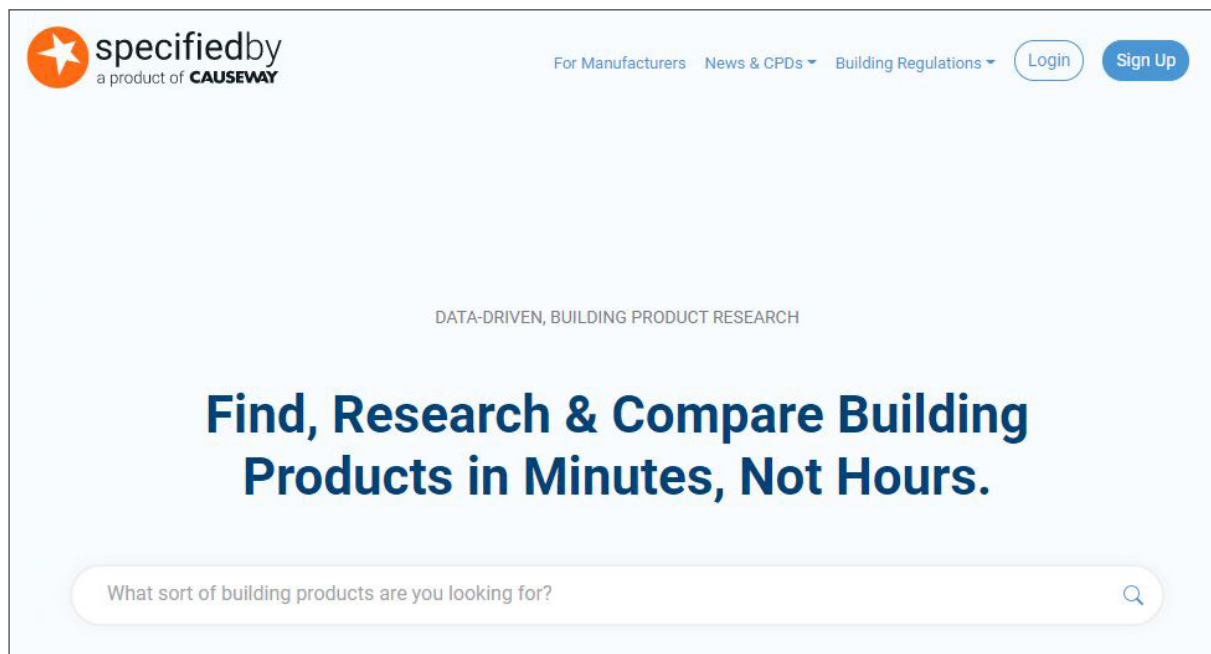 specifiedby
a product of CAUSEWAY
For Manufacturers News & CPDs Building Regulations Login Sign Up
DATA-DRIVEN, BUILDING PRODUCT RESEARCH
Find, Research & Compare Building
Products in Minutes, Not Hours.
What sort of building products are you looking for?